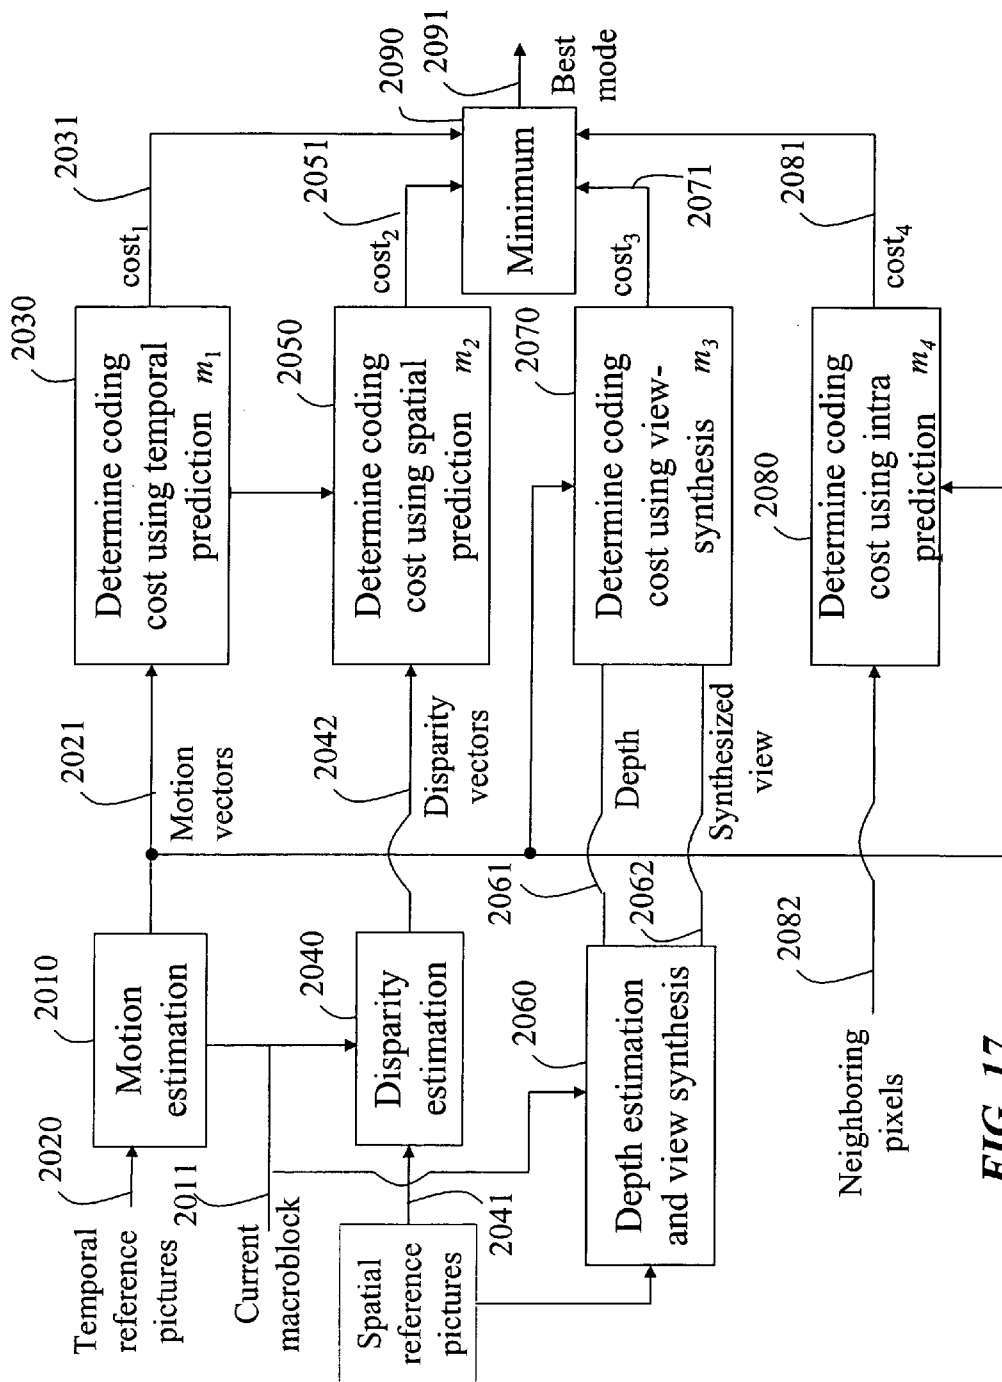 2020
Temporal
reference
pictures
2010
Motion
estimation
2021
Motion
vectors
2030
Determine coding
cost using temporal
prediction m₁
cost₁
2031
2011
Current
macroblock
Spatial
reference
pictures
2041
2040
Disparity
estimation
2042
Disparity
vectors
2050
Determine coding
cost using spatial
prediction m₂
cost₂
2051
2060
Depth estimation
and view synthesis
2061
Depth
2062
Synthesized
view
2070
Determine coding
cost using view-
synthesis m₃
cost₃
2071
Neighboring
pixels
2082
2080
Determine coding
cost using intra
prediction m₄
cost₄
2081
Minimum
2090
2091
Best
mode
FIG. 17